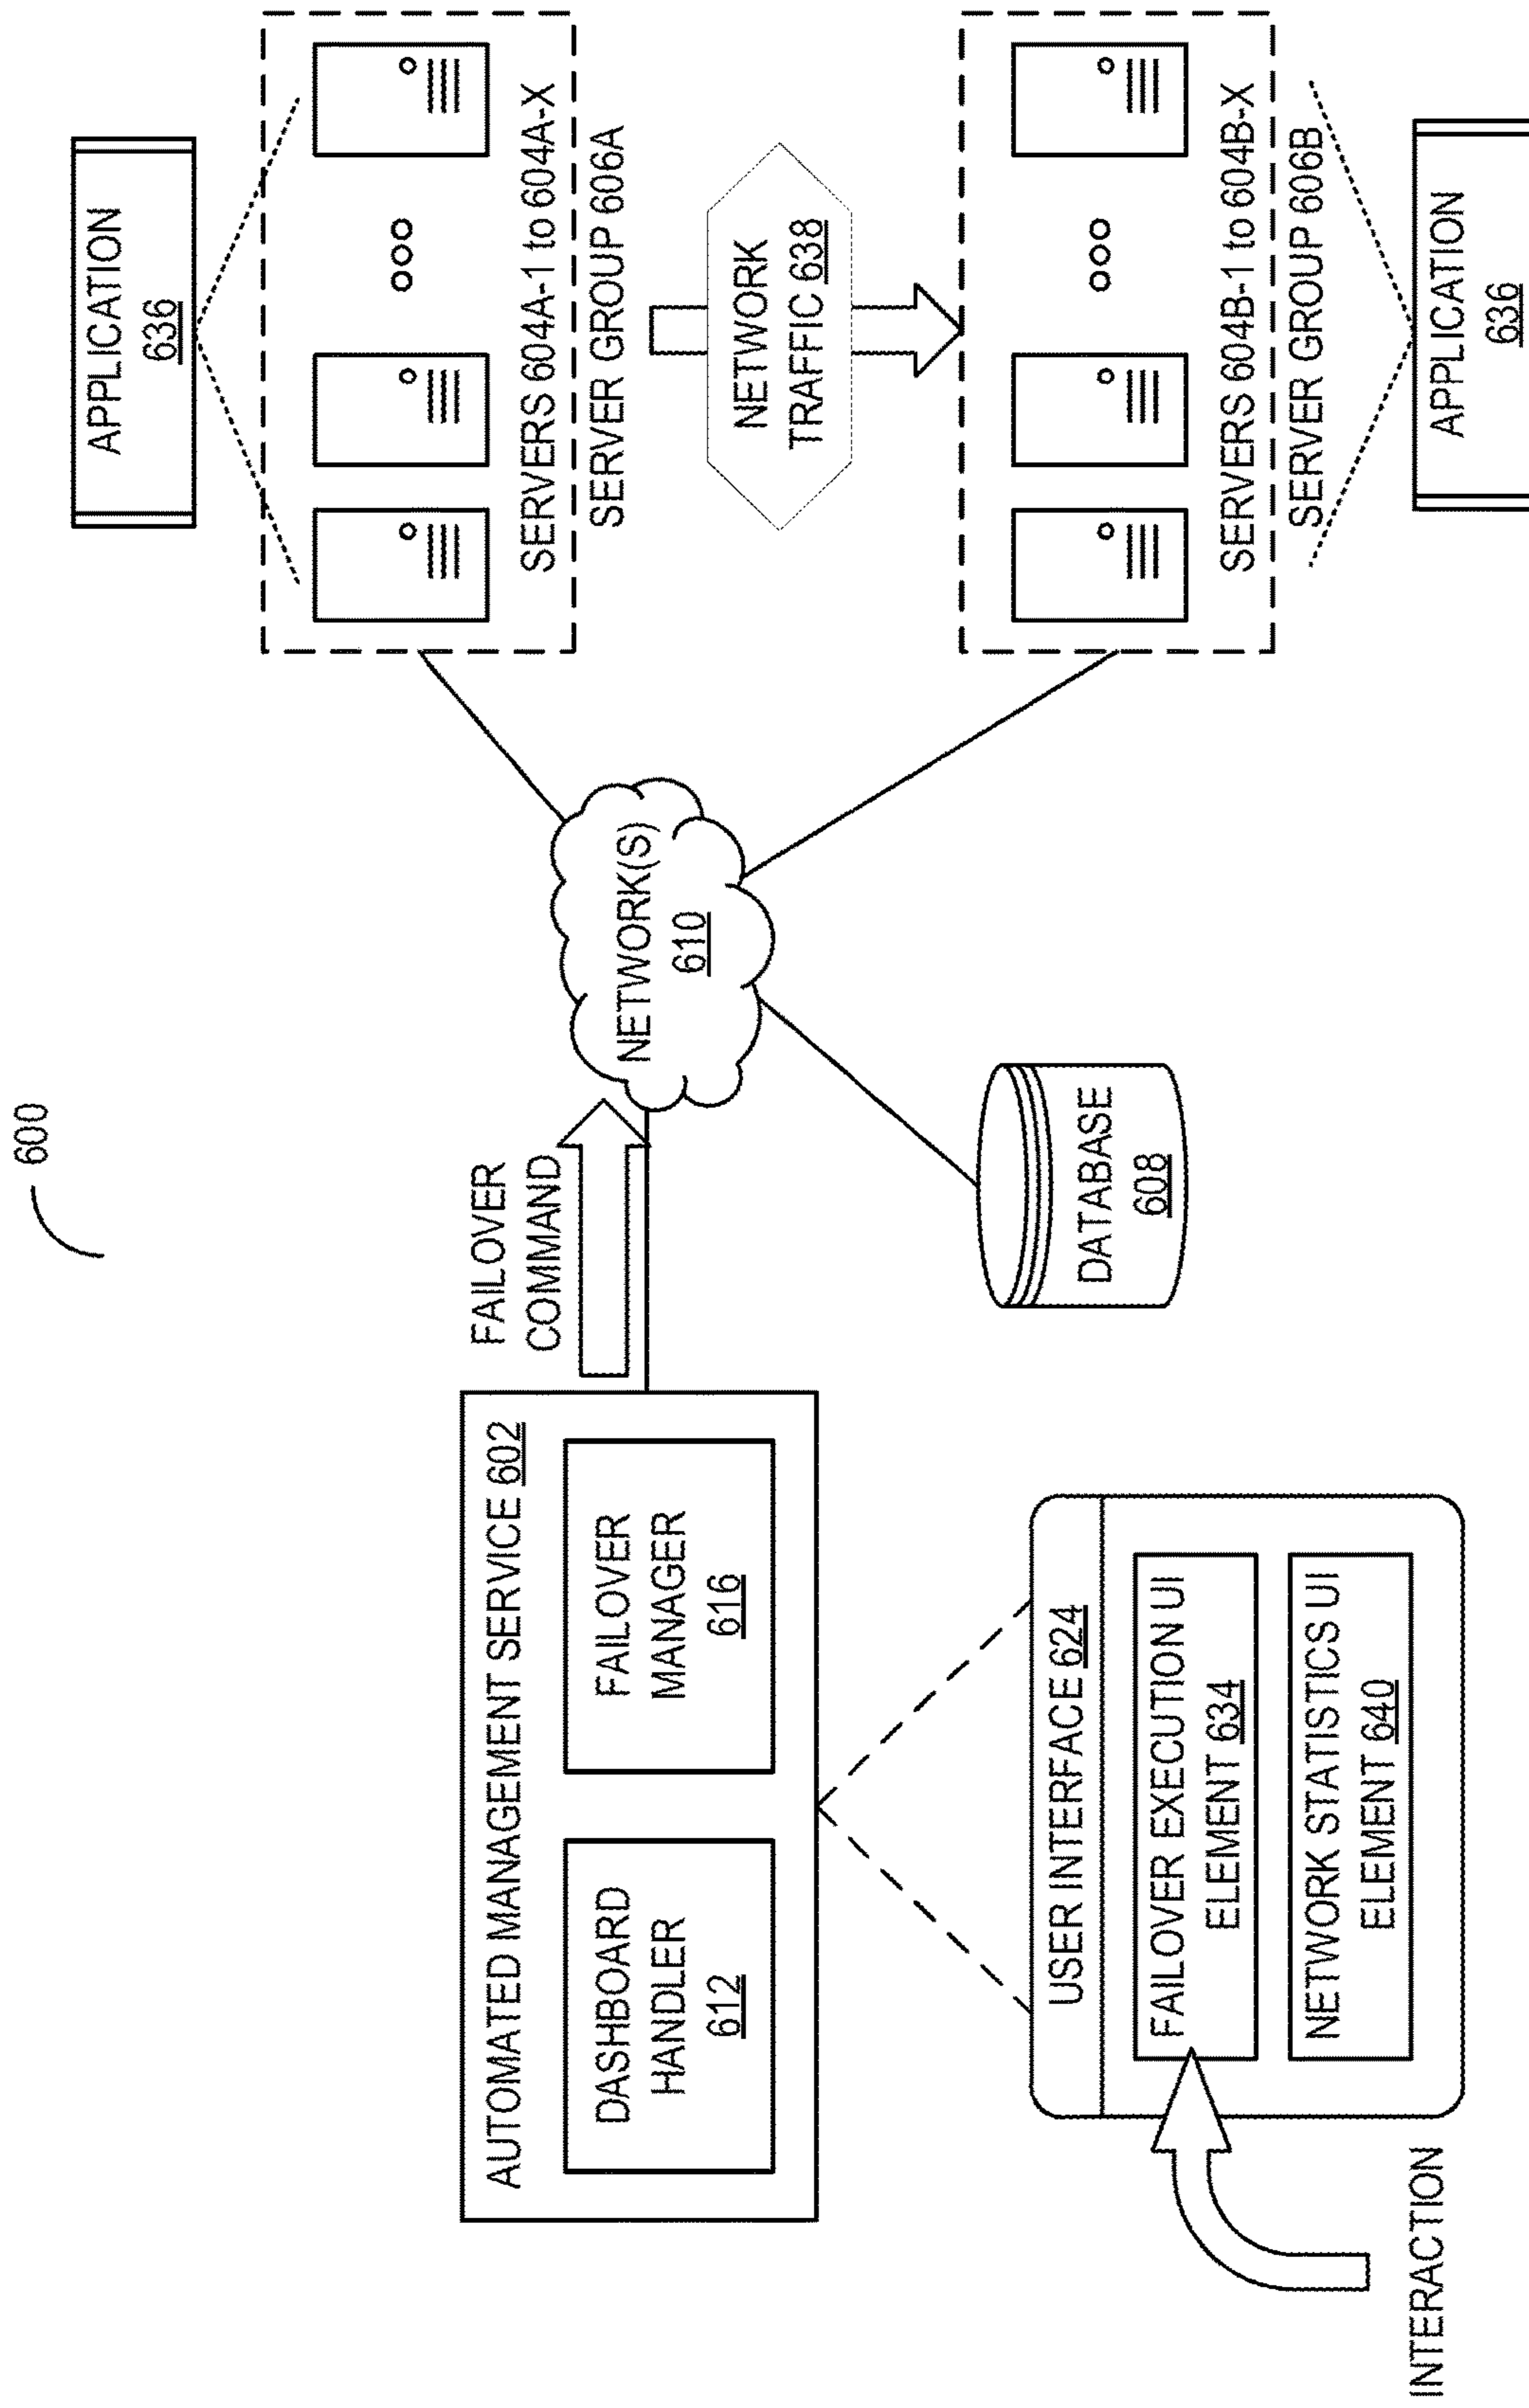 600
AUTOMATED MANAGEMENT SERVICE 602
DASHBOARD
HANDLER
612
FAILOVER
MANAGER
616
FAILOVER
COMMAND
NETWORK(S)
610
DATABASE
608
USER INTERFACE 624
FAILOVER EXECUTION UI
ELEMENT 634
NETWORK STATISTICS UI
ELEMENT 640
INTERACTION
APPLICATION
636
SERVERS 604A-1 to 604A-X
SERVER GROUP 606A
NETWORK
TRAFFIC 638
SERVERS 604B-1 to 604B-X
SERVER GROUP 606B
APPLICATION
636